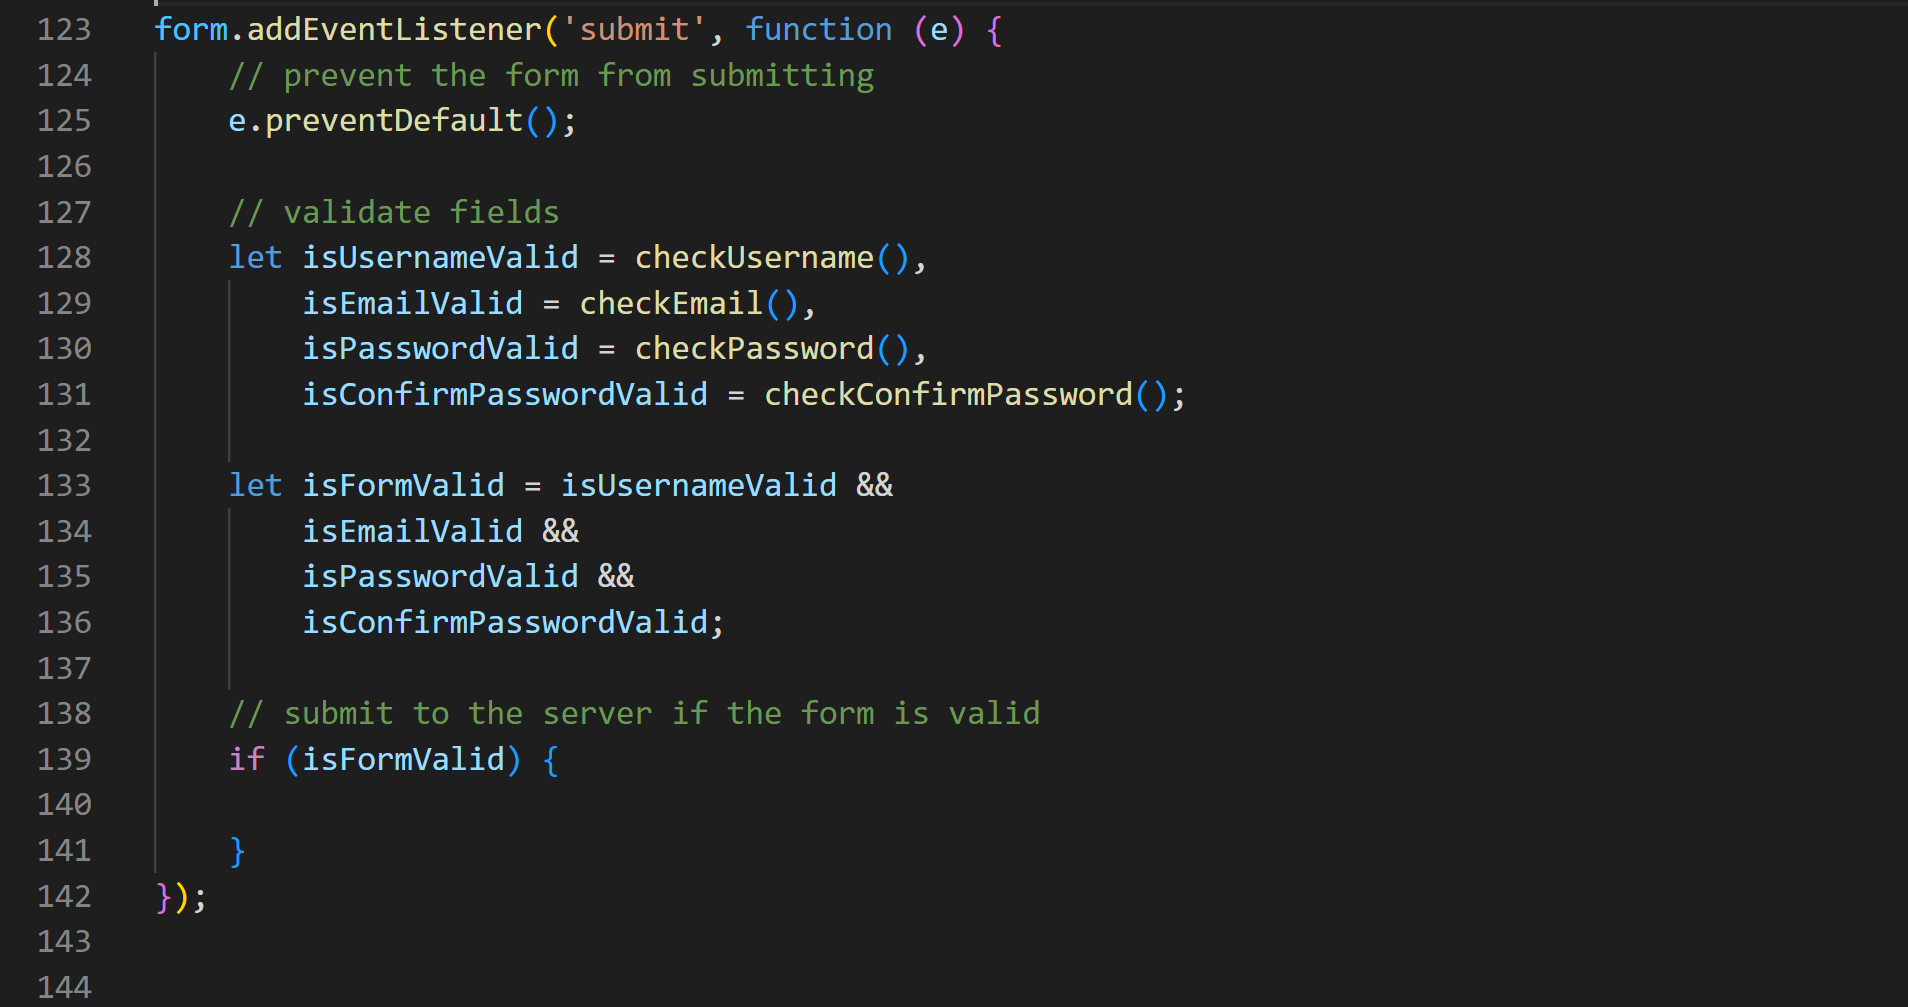 123 form.addEventListener('submit', function (e) {
124     // prevent the form from submitting
125     e.preventDefault();
126
127     // validate fields
128     let isUsernameValid = checkUsername(),
129         isEmailValid = checkEmail(),
130         isPasswordValid = checkPassword(),
131         isConfirmPasswordValid = checkConfirmPassword();
132
133     let isFormValid = isUsernameValid &&
134         isEmailValid &&
135         isPasswordValid &&
136         isConfirmPasswordValid;
137
138     // submit to the server if the form is valid
139     if (isFormValid) {
140
141     }
142 });
143
144